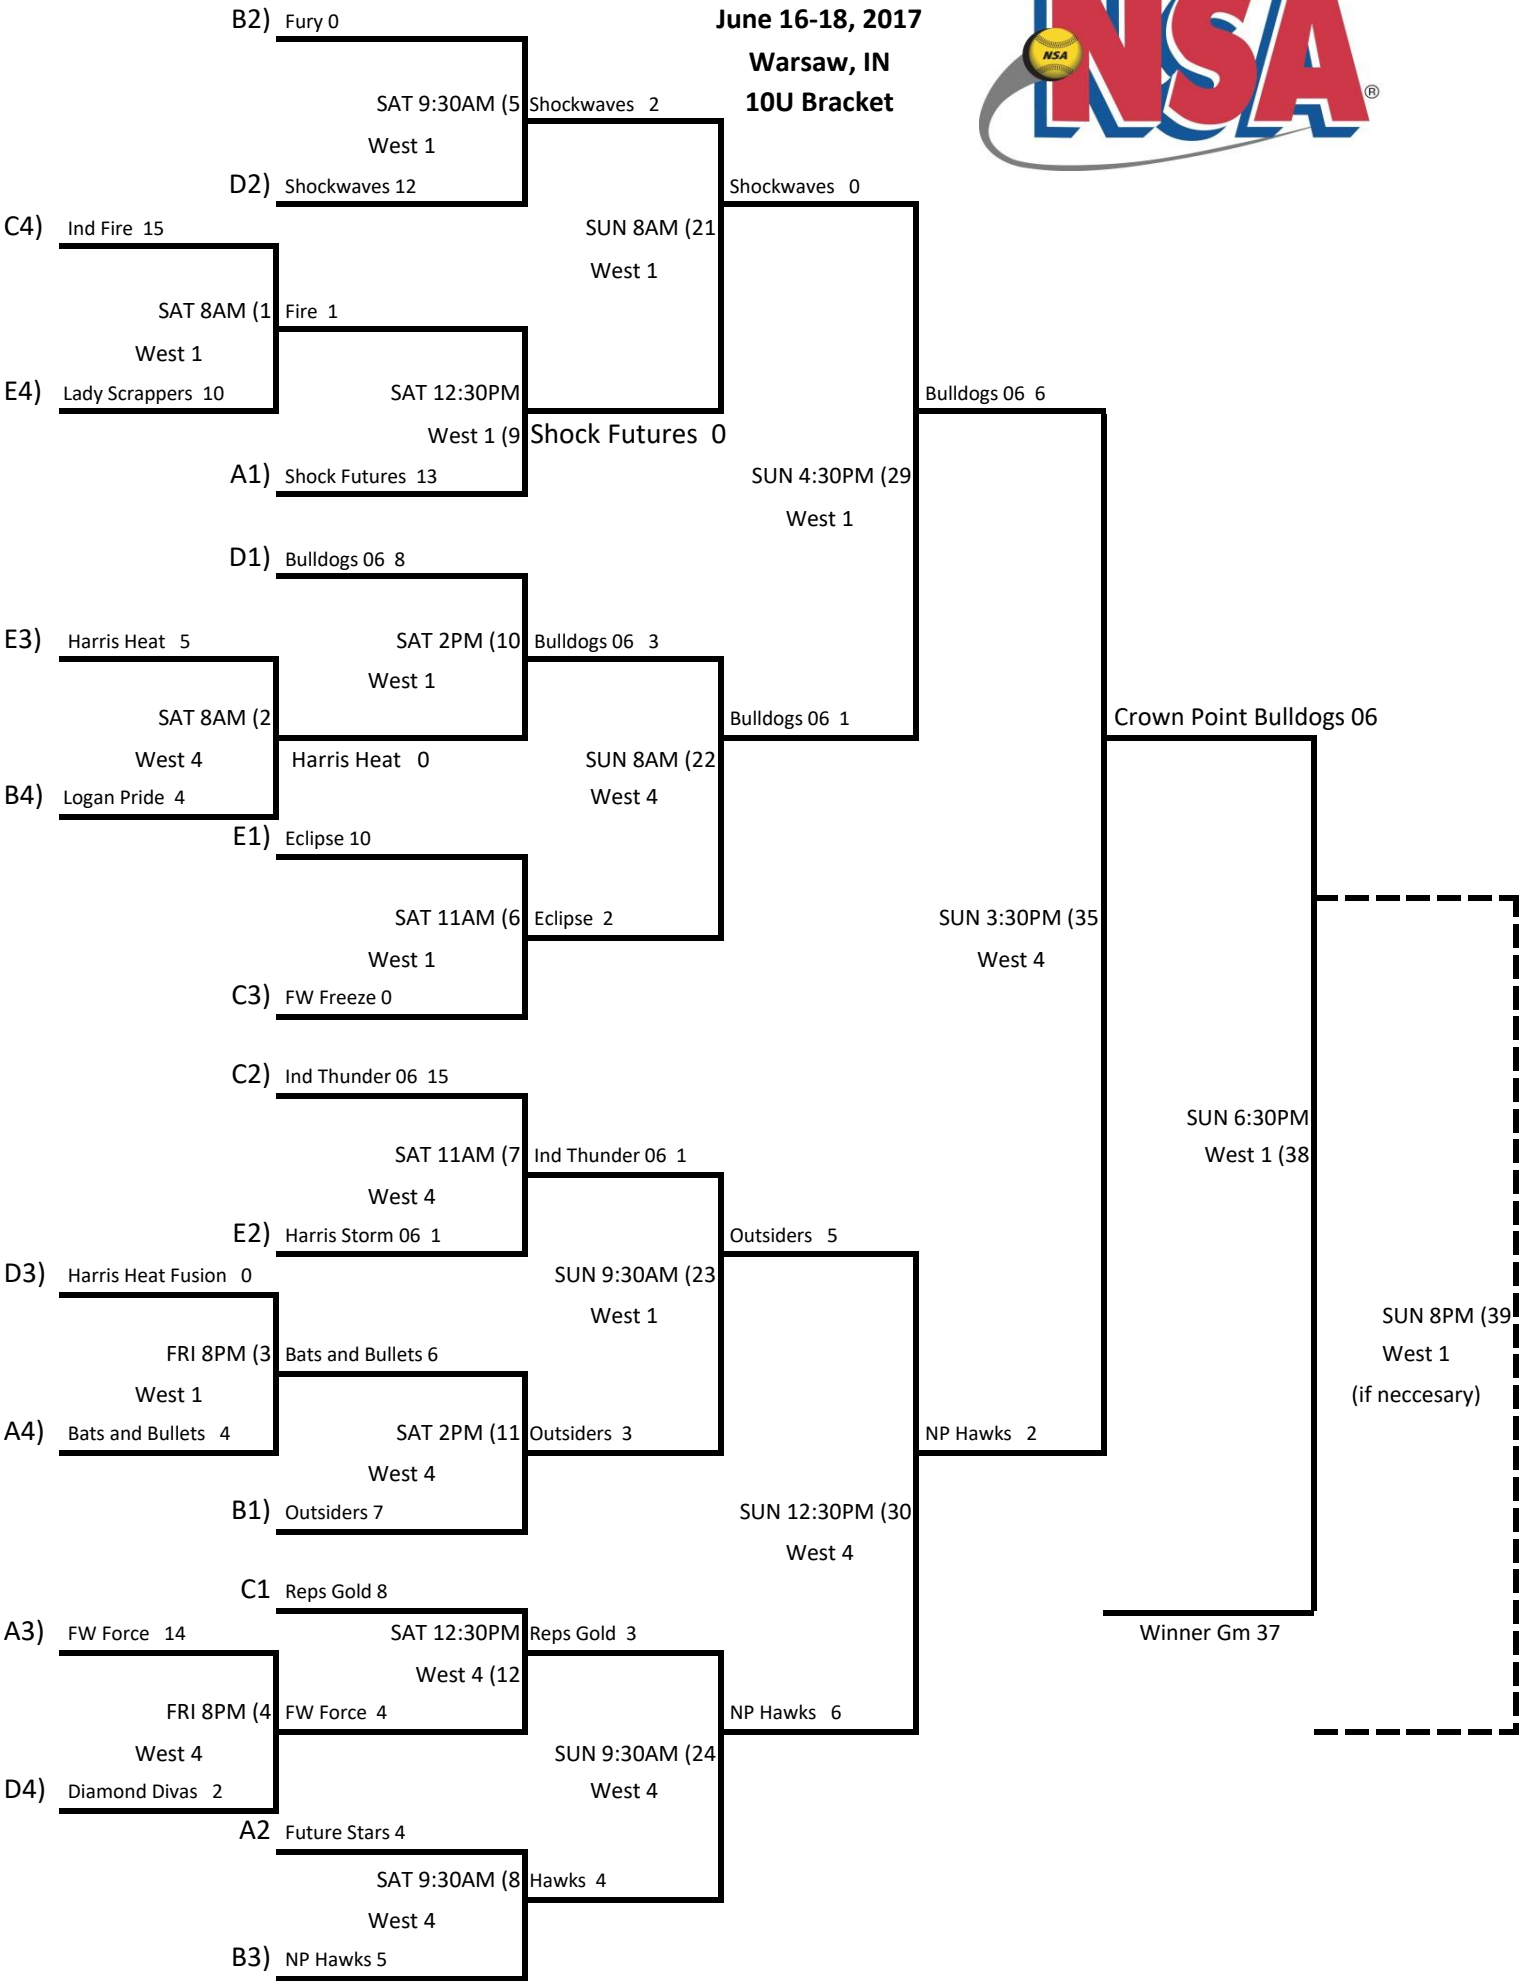 B2) Fury 0
June 16-18, 2017
Warsaw, IN
10U Bracket
NSA
NSA®
SAT 9:30AM (5 Shockwaves 2
West 1
D2) Shockwaves 12
Shockwaves 0
C4) Ind Fire 15
SUN 8AM (21
West 1
SAT 8AM (1 Fire 1
West 1
E4) Lady Scrappers 10
SAT 12:30PM
Bulldogs 06 6
West 1 (9 Shock Futures 0
A1) Shock Futures 13
SUN 4:30PM (29
West 1
D1) Bulldogs 06 8
E3) Harris Heat 5
SAT 2PM (10 Bulldogs 06 3
West 1
SAT 8AM (2
Bulldogs 06 1
Crown Point Bulldogs 06
West 4
Harris Heat 0
SUN 8AM (22
B4) Logan Pride 4
West 4
E1) Eclipse 10
SAT 11AM (6 Eclipse 2
SUN 3:30PM (35
West 1
West 4
C3) FW Freeze 0
C2) Ind Thunder 06 15
SUN 6:30PM
SAT 11AM (7 Ind Thunder 06 1
West 1 (38
West 4
E2) Harris Storm 06 1
Outsiders 5
D3) Harris Heat Fusion 0
SUN 9:30AM (23
West 1
SUN 8PM (39
FRI 8PM (3 Bats and Bullets 6
West 1
West 1
(if neccesary)
A4) Bats and Bullets 4
SAT 2PM (11 Outsiders 3
NP Hawks 2
West 4
B1) Outsiders 7
SUN 12:30PM (30
West 4
C1 Reps Gold 8
A3) FW Force 14
SAT 12:30PM Reps Gold 3
Winner Gm 37
West 4 (12
FRI 8PM (4 FW Force 4
NP Hawks 6
West 4
SUN 9:30AM (24
D4) Diamond Divas 2
West 4
A2 Future Stars 4
SAT 9:30AM (8 Hawks 4
West 4
B3) NP Hawks 5